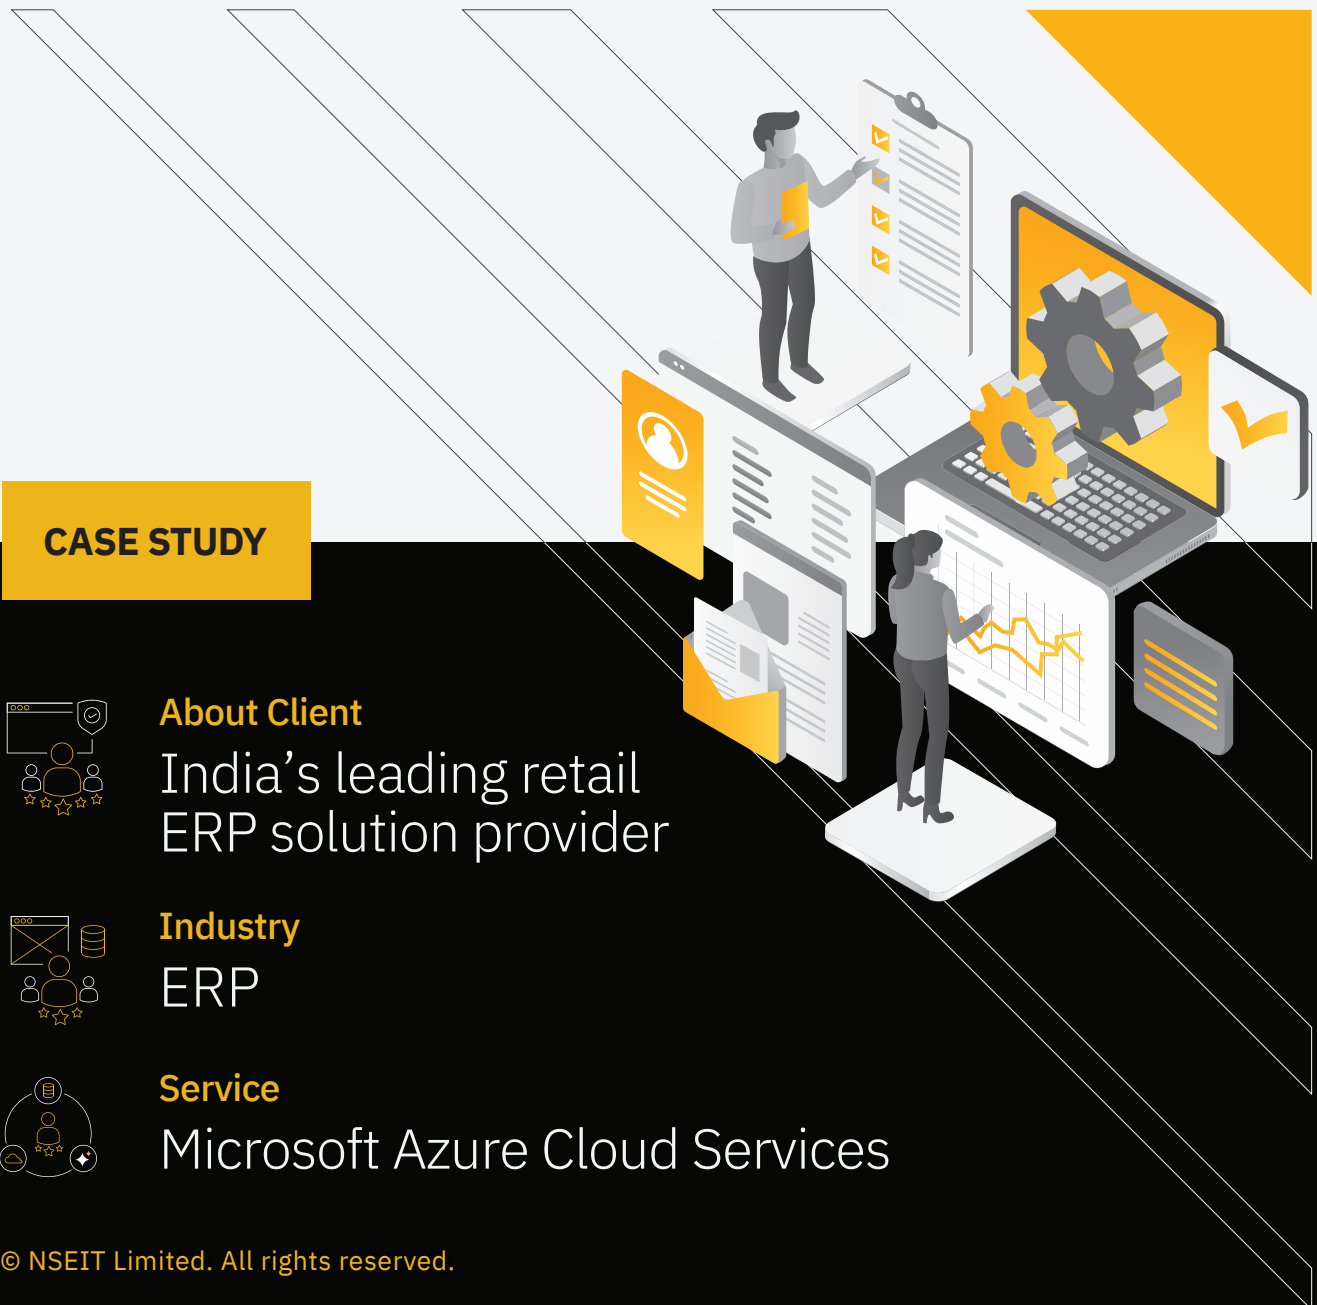 CASE STUDY
About Client
India’s leading retail
ERP solution provider
Industry
ERP
Service
Microsoft Azure Cloud Services
© NSEIT Limited. All rights reserved.